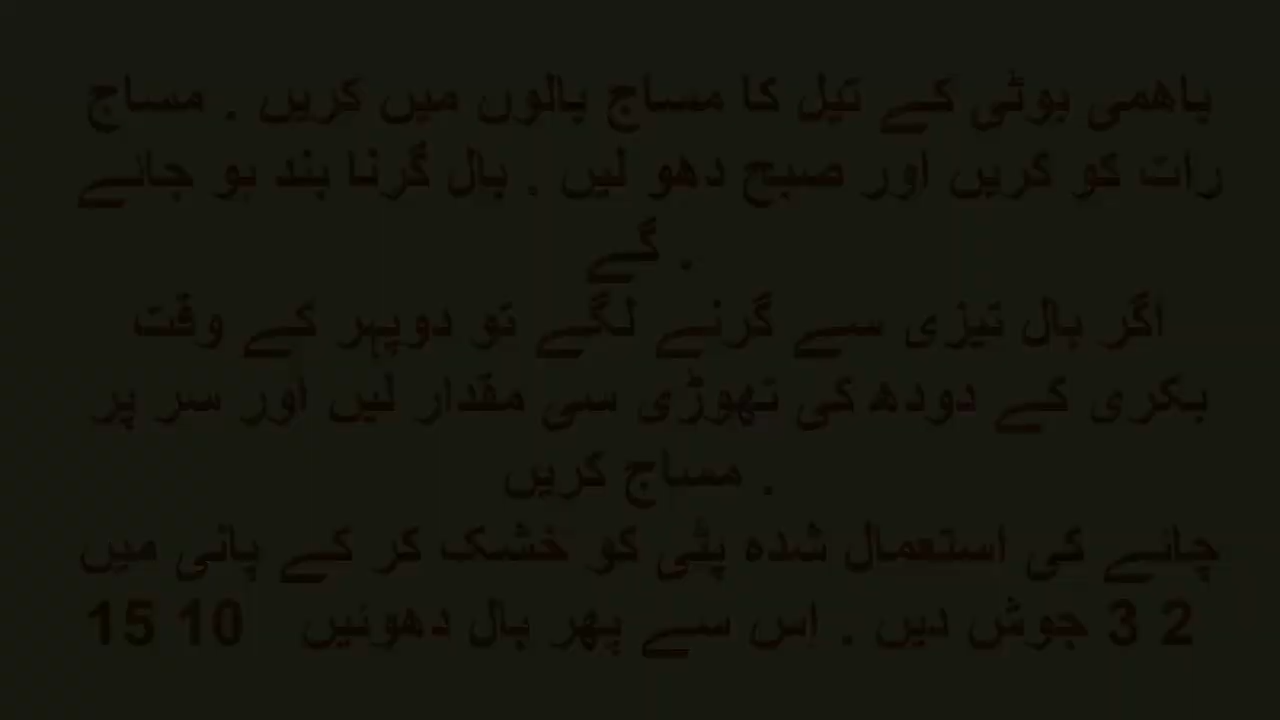 باھمی بوٹی کے تیل کا مساج بالوں میں کریں . مساج
رات کو کریں اور صبح دھو لیں . بال گرنا بند ہو جائے
گے .
اگر بال تیزی سے گرنے لگے تو دوپہر کے وقت
بکری کے دودھ کی تھوڑی سی مقدار لیں اور سر پر
مساج کریں .
چائے کی استعمال شدہ پتی کو خشک کر کے پانی میں
2 3 جوش دیں . اس سے پھر بال دھوئیں 10 15